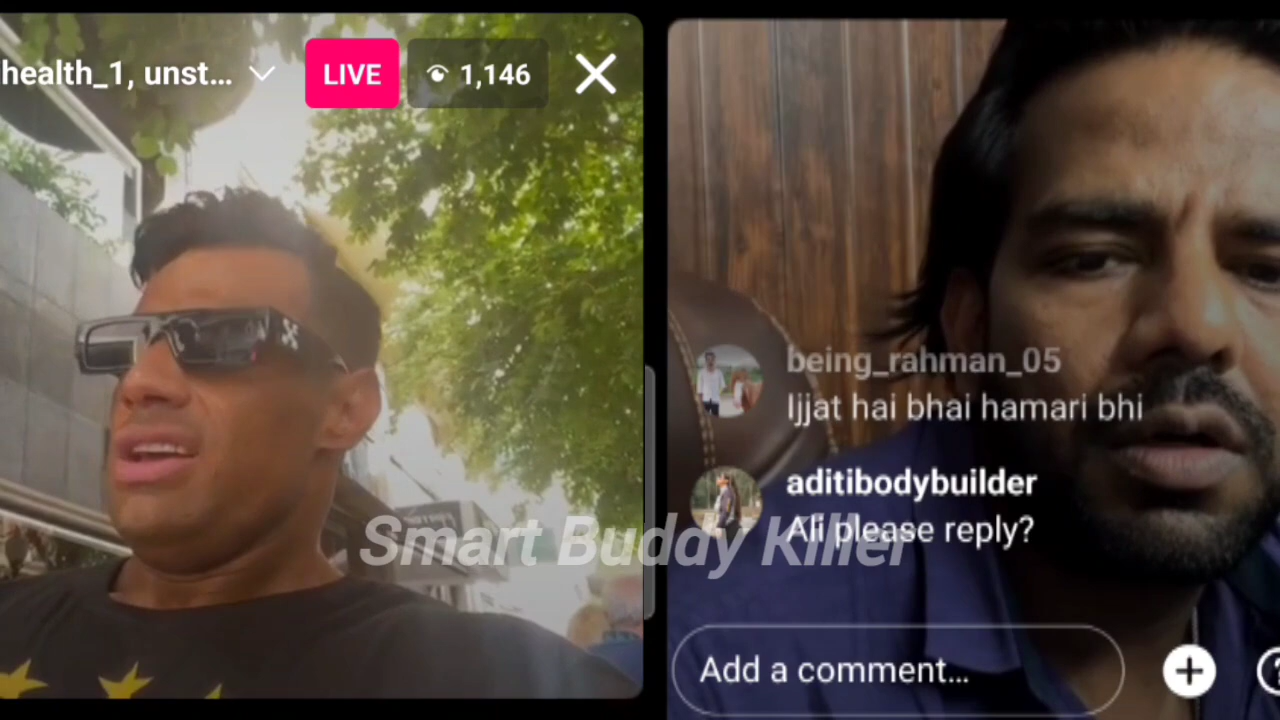 health_1, unst...
LIVE
1,146
being_rahman_05
Ijjat hai bhai hamari bhi
aditibodybuilder
Ali please reply?
Smart Buddy Killer
Add a comment...